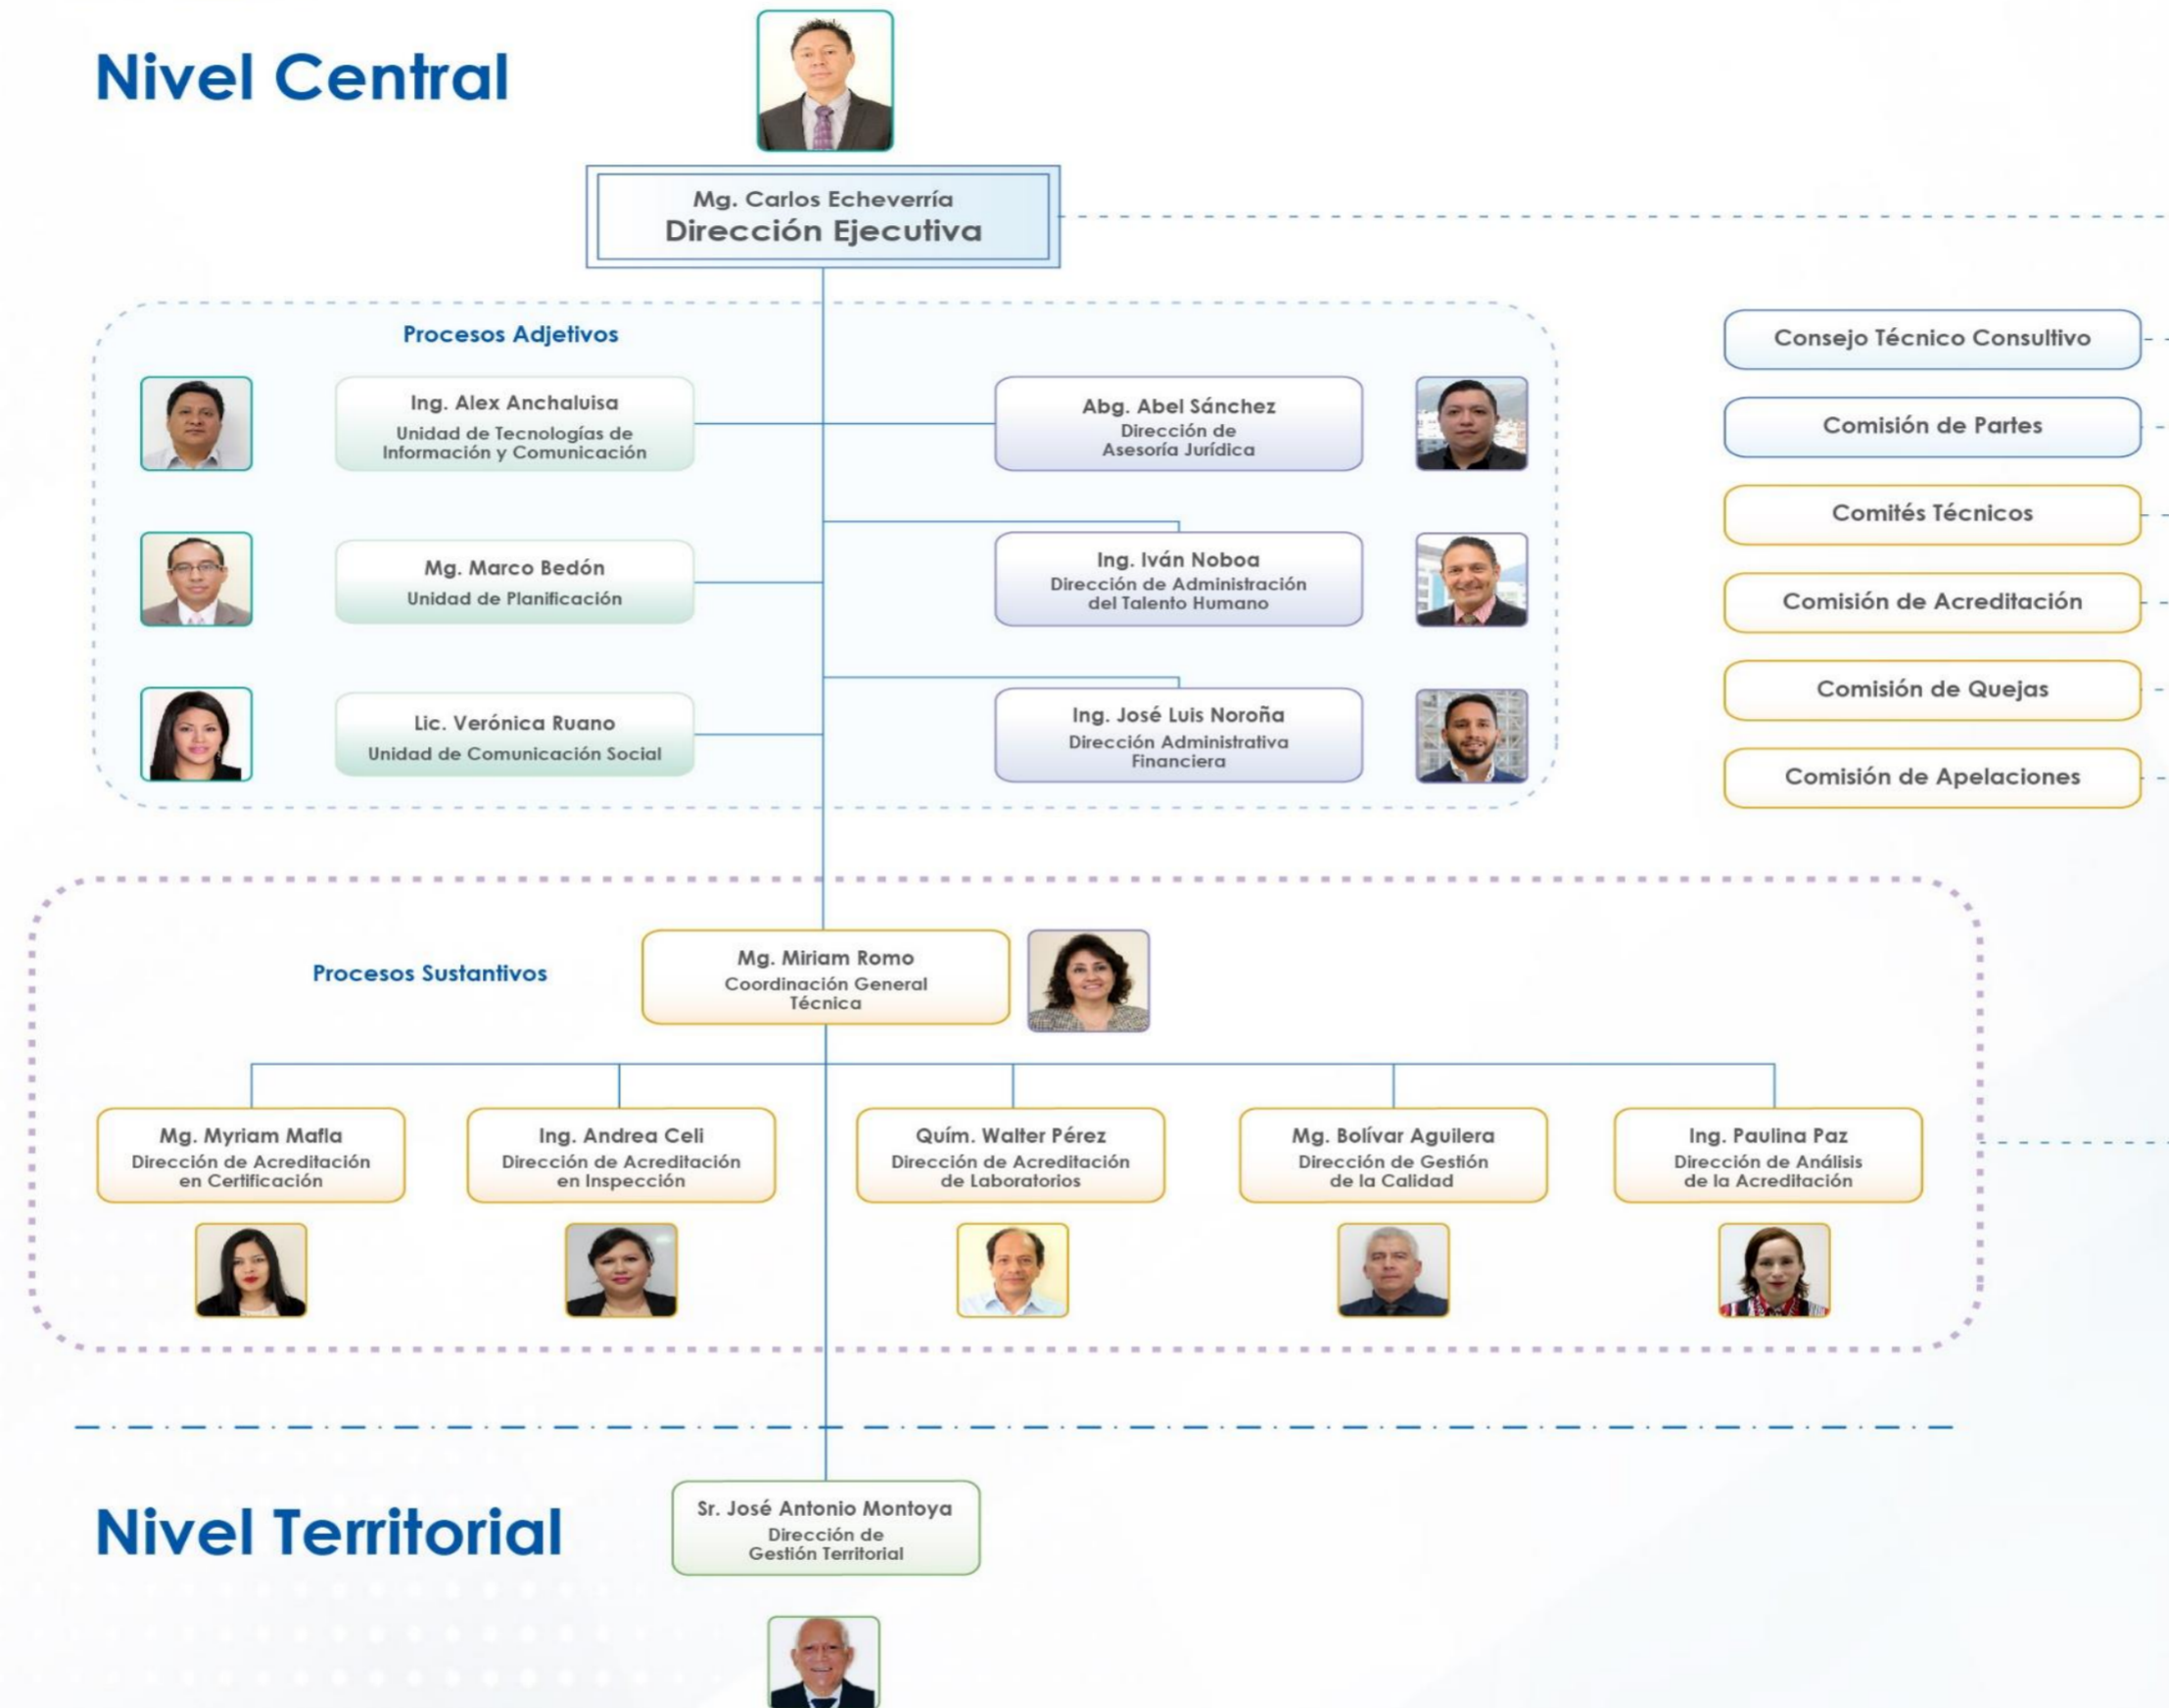 Nivel Central
Mg. Carlos Echeverría
Dirección Ejecutiva
Procesos Adjetivos
Ing. Alex Anchaluisa
Unidad de Tecnologías de
Información y Comunicación
Abg. Abel Sánchez
Dirección de
Asesoría Jurídica
Mg. Marco Bedón
Unidad de Planificación
Ing. Iván Noboa
Dirección de Administración
del Talento Humano
Lic. Verónica Ruano
Unidad de Comunicación Social
Ing. José Luis Noroña
Dirección Administrativa
Financiera
Consejo Técnico Consultivo
Comisión de Partes
Comités Técnicos
Comisión de Acreditación
Comisión de Quejas
Comisión de Apelaciones
Procesos Sustantivos
Mg. Miriam Romo
Coordinación General
Técnica
Mg. Myriam Mafla
Dirección de Acreditación
en Certificación
Ing. Andrea Celi
Dirección de Acreditación
en Inspección
Quím. Walter Pérez
Dirección de Acreditación
de Laboratorios
Mg. Bolívar Aguilera
Dirección de Gestión
de la Calidad
Ing. Paulina Paz
Dirección de Análisis
de la Acreditación
Nivel Territorial
Sr. José Antonio Montoya
Dirección de
Gestión Territorial